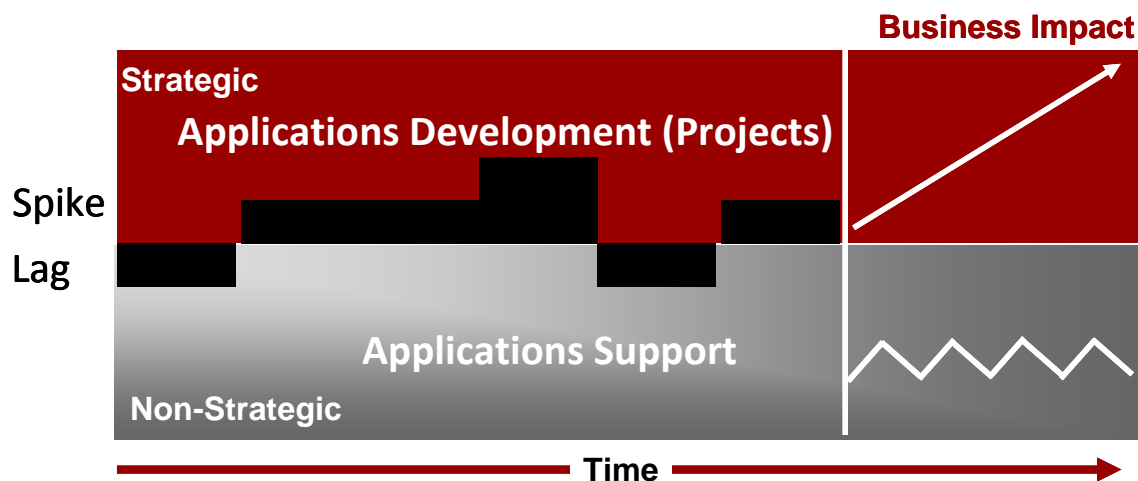 Business Impact
Strategic
Applications Development (Projects)
Spike
Lag
Applications Support
Non-Strategic
Time